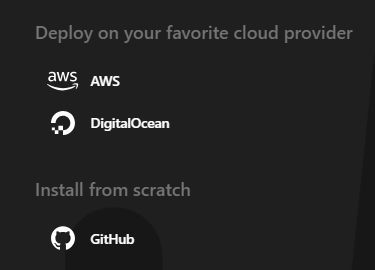 Deploy on your favorite cloud provider
aws AWS
DigitalOcean
Install from scratch
GitHub